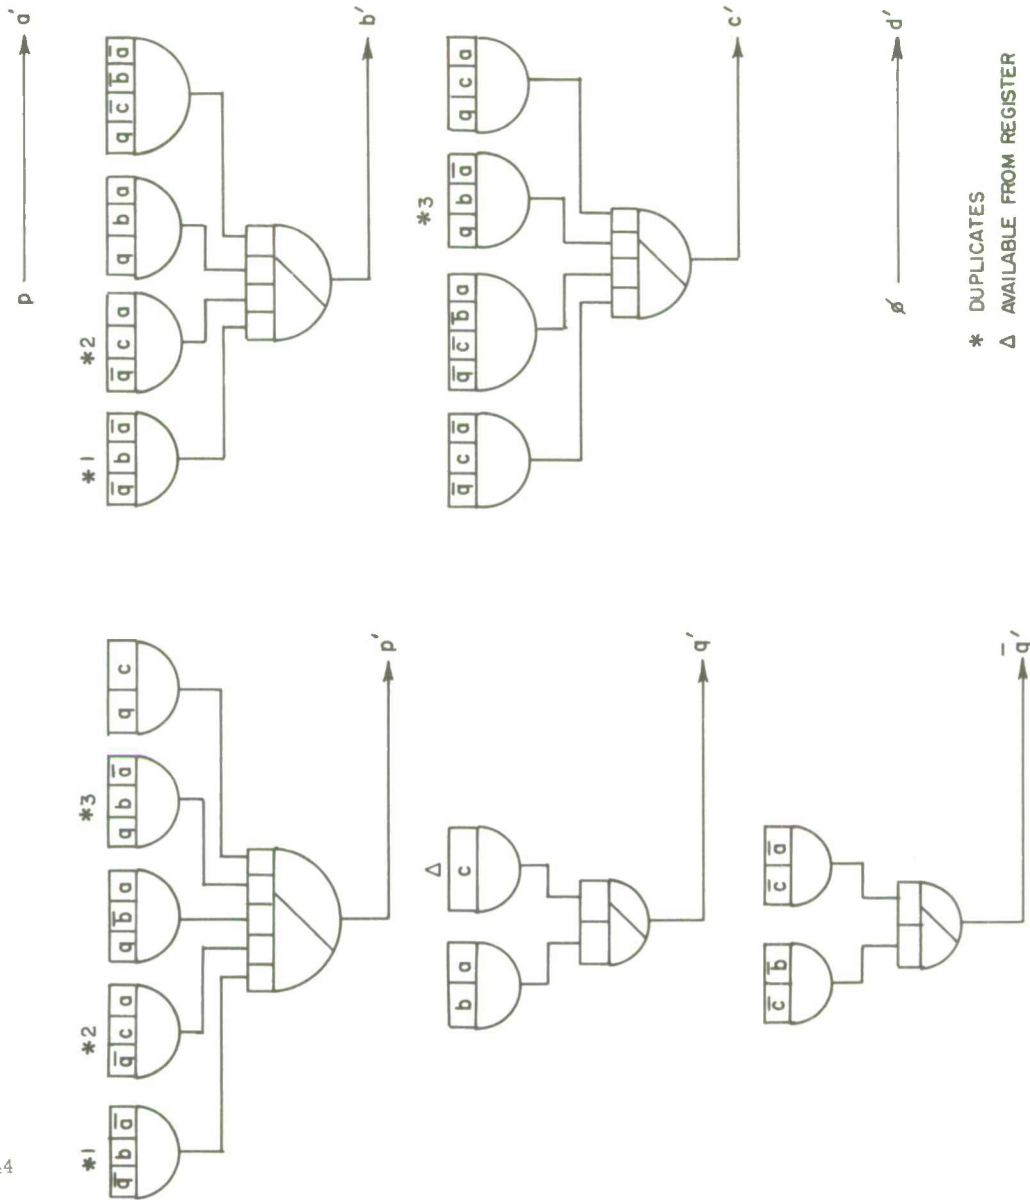 *1 *2 *3
q̄ b ā q̄ c a q b̄ a q b ā q c
p'
Δ
b a c
q'
c̄ b̄ c̄ ā
q̄'
p a'
*1 *2
q̄ b ā q̄ c a q b a q c̄ b̄ ā
b'
*3
q̄ c ā q̄ c̄ b̄ a q b ā q c a
c'
ø d'
* DUPLICATES
Δ AVAILABLE FROM REGISTER